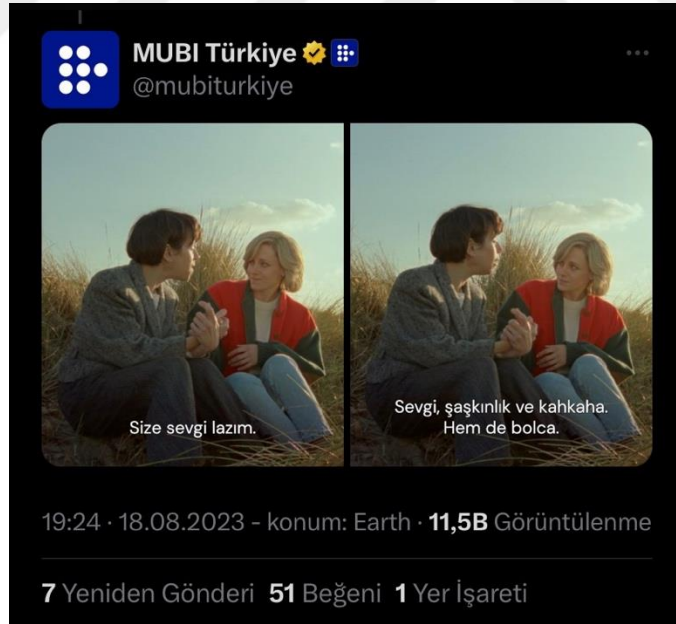 MUBI Türkiye
@mubiturkiye
Size sevgi lazım.
Sevgi, şaşkınlık ve kahkaha.
Hem de bolca.
19:24 · 18.08.2023 - konum: Earth · 11,5B Görüntülenme
7 Yeniden Gönderi 51 Beğeni 1 Yer İşareti